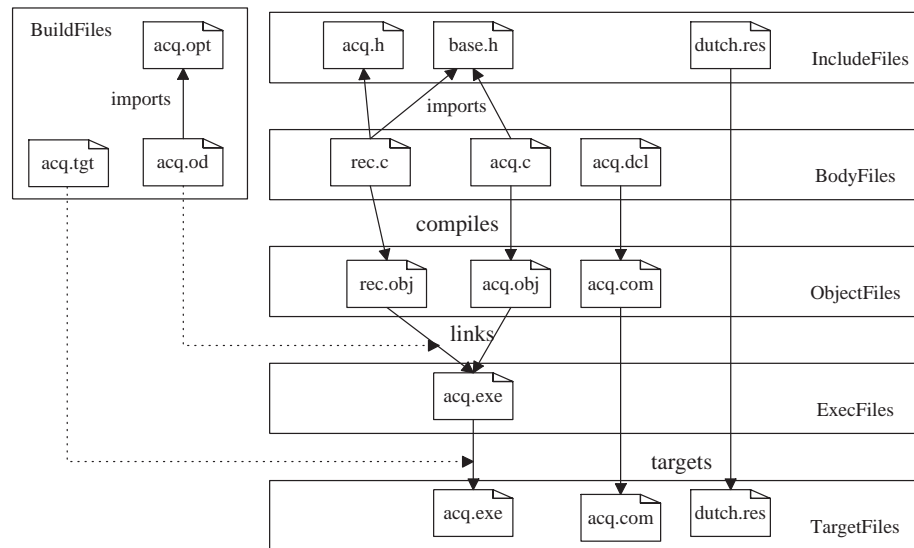 BuildFiles
acq.opt
imports
acq.tgt
acq.od
acq.h
base.h
dutch.res
IncludeFiles
imports
rec.c
acq.c
acq.dcl
BodyFiles
compiles
rec.obj
acq.obj
acq.com
ObjectFiles
links
acq.exe
ExecFiles
targets
acq.exe
acq.com
dutch.res
TargetFiles